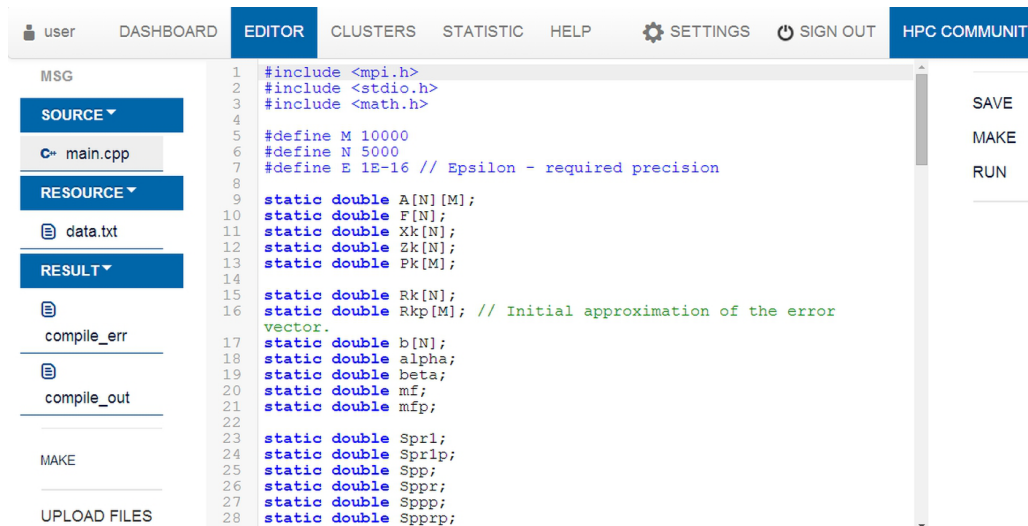 user DASHBOARD EDITOR CLUSTERS STATISTIC HELP SETTINGS SIGN OUT HPC COMMUNIT
MSG
SOURCE
C++ main.cpp
RESOURCE
data.txt
RESULT
compile_err
compile_out
MAKE
UPLOAD FILES
1 #include <mpi.h>
2 #include <stdio.h>
3 #include <math.h>
4
5 #define M 10000
6 #define N 5000
7 #define E 1E-16 // Epsilon - required precision
8
9 static double A[N][M];
10 static double F[N];
11 static double Xk[N];
12 static double Zk[N];
13 static double Pk[M];
14
15 static double Rk[N];
16 static double Rkp[M]; // Initial approximation of the error
vector.
17 static double b[N];
18 static double alpha;
19 static double beta;
20 static double mf;
21 static double mfp;
22
23 static double Spr1;
24 static double Spr1p;
25 static double Spp;
26 static double Sppr;
27 static double Sppp;
28 static double Spprp;
SAVE
MAKE
RUN